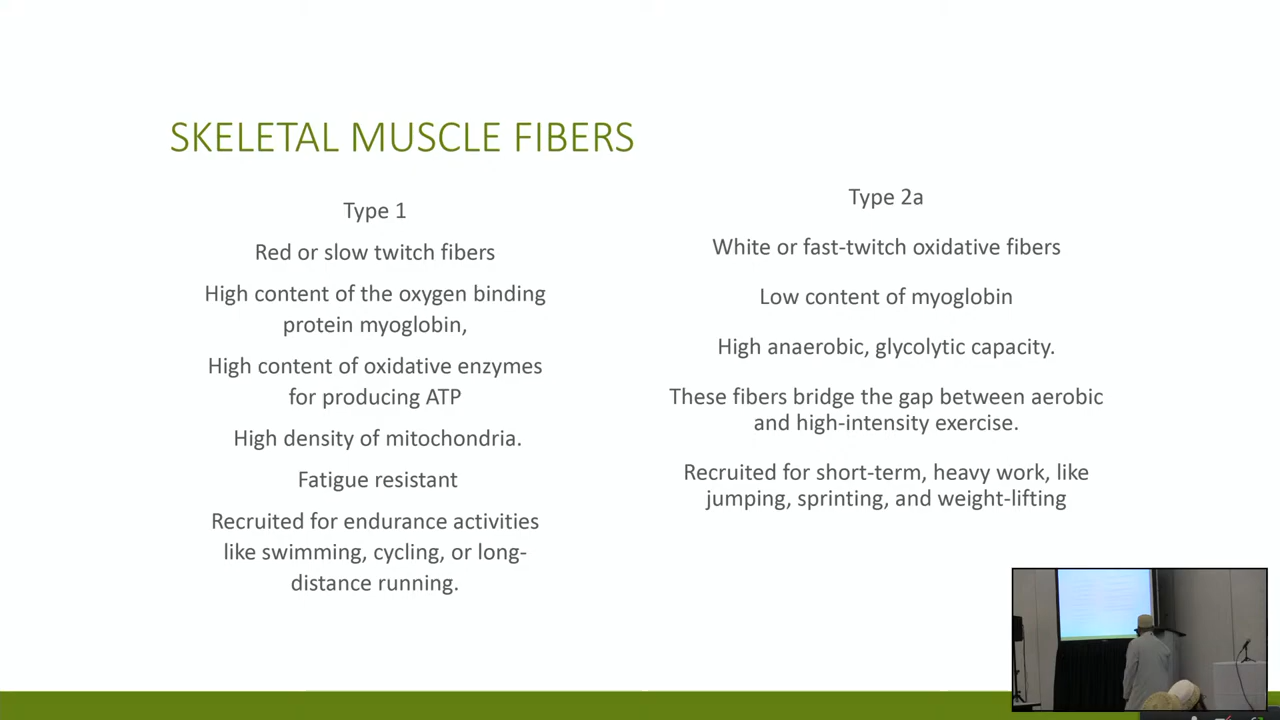 SKELETAL MUSCLE FIBERS
Type 1
Red or slow twitch fibers
High content of the oxygen binding
protein myoglobin,
High content of oxidative enzymes
for producing ATP
High density of mitochondria.
Fatigue resistant
Recruited for endurance activities
like swimming, cycling, or long-
distance running.
Type 2a
White or fast-twitch oxidative fibers
Low content of myoglobin
High anaerobic, glycolytic capacity.
These fibers bridge the gap between aerobic
and high-intensity exercise.
Recruited for short-term, heavy work, like
jumping, sprinting, and weight-lifting